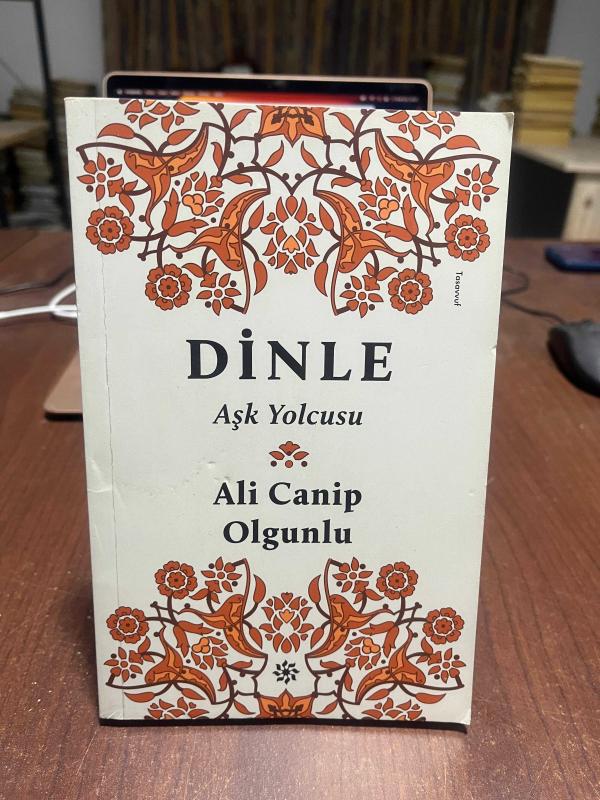 Tasavvuf
DİNLE
Aşk Yolcusu
Ali Canip
Olgunlu